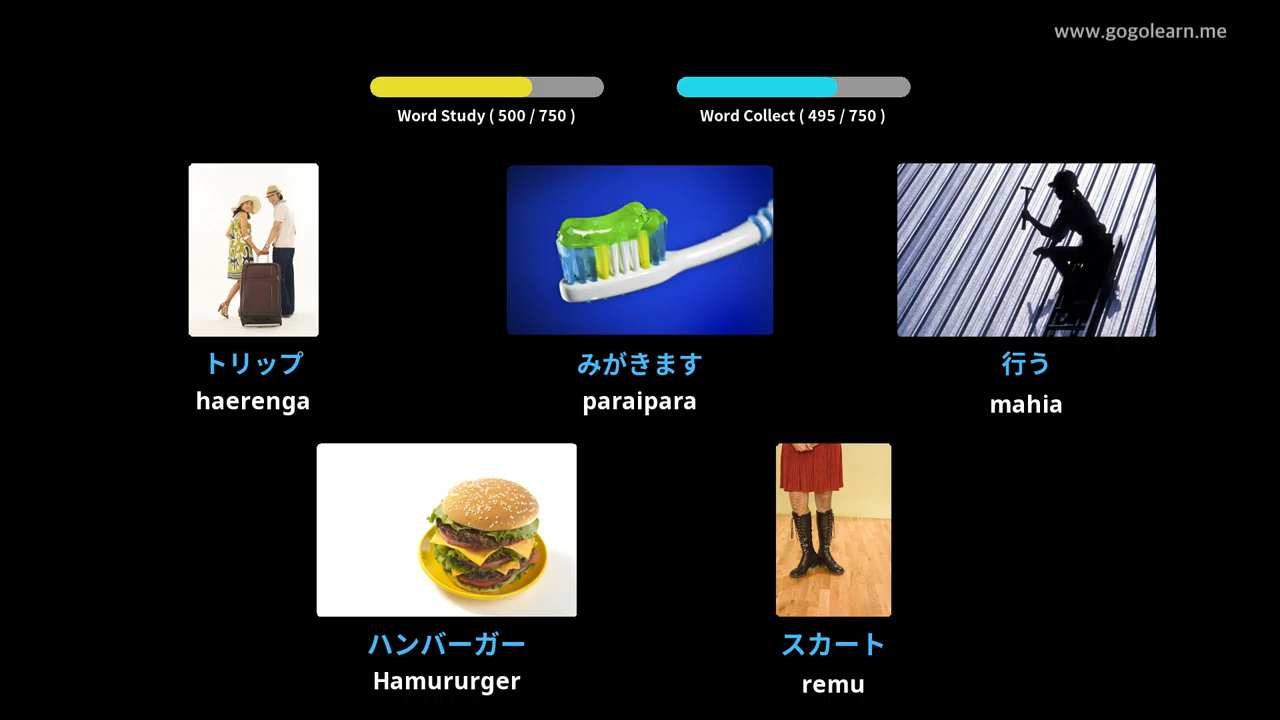 www.gogolearn.me
Word Study ( 500 / 750 )
Word Collect ( 495 / 750 )
トリップ
haerenga
みがきます
paraipara
行う
mahia
ハンバーガー
Hamururger
スカート
remu